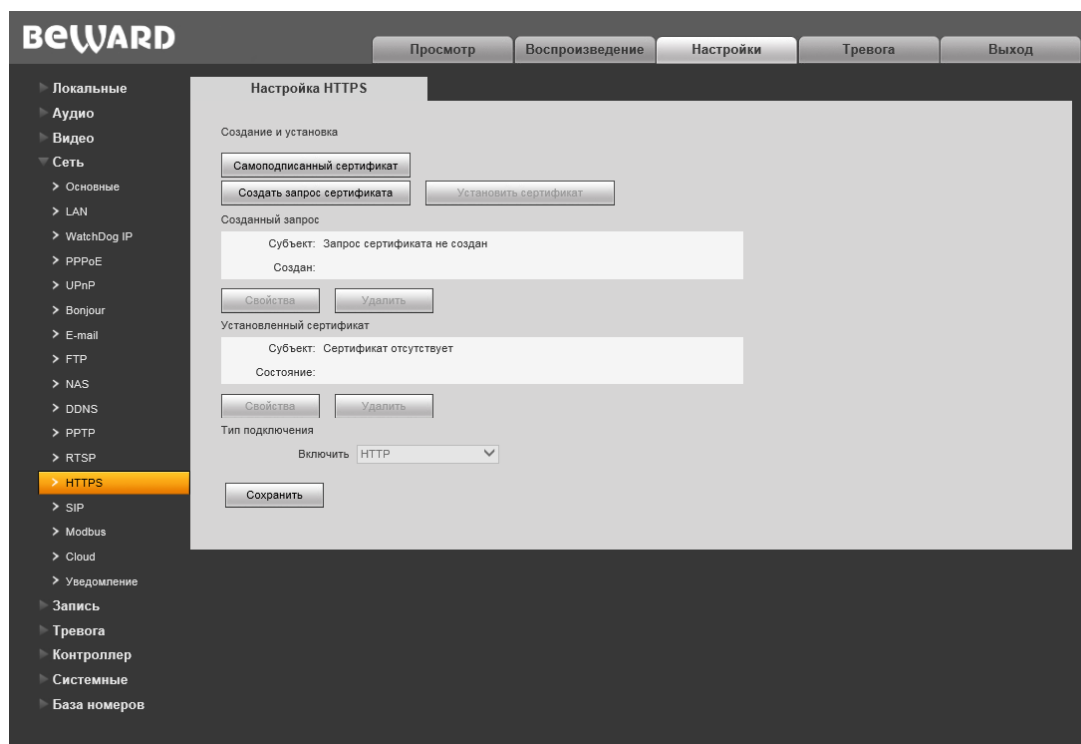 BEWARD
Просмотр Воспроизведение Настройки Тревога Выход
Локальные
Аудио
Видео
Сеть
Основные
LAN
WatchDog IP
PPPoE
UPnP
Bonjour
E-mail
FTP
NAS
DDNS
PPTP
RTSP
HTTPS
SIP
Modbus
Cloud
Уведомление
Запись
Тревога
Контроллер
Системные
База номеров
Настройка HTTPS
Создание и установка
Самоподписанный сертификат
Создать запрос сертификата Установить сертификат
Созданный запрос
Субъект: Запрос сертификата не создан
Создан:
Свойства Удалить
Установленный сертификат
Субъект: Сертификат отсутствует
Состояние:
Свойства Удалить
Тип подключения
Включить HTTP
Сохранить